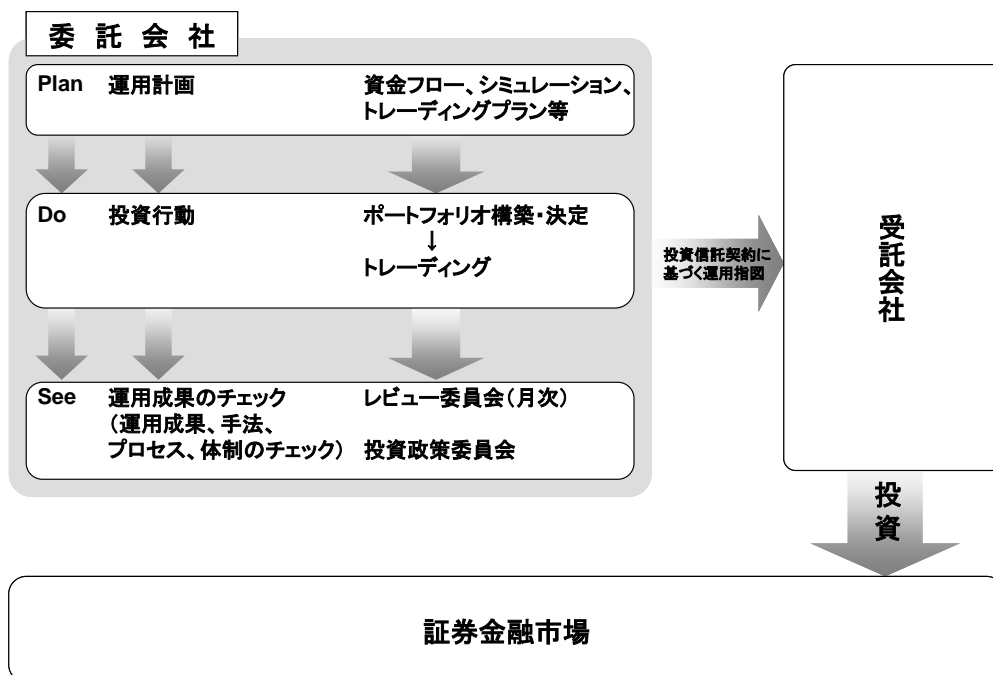 委託会社
Plan 運用計画 資金フロー、シミュレーション、
トレーディングプラン等
Do 投資行動 ポートフォリオ構築・決定
↓
トレーディング
See 運用成果のチェック レビュー委員会(月次)
(運用成果、手法、
プロセス、体制のチェック) 投資政策委員会
投資信託契約に
基づく運用指図
受託会社
投資
証券金融市場